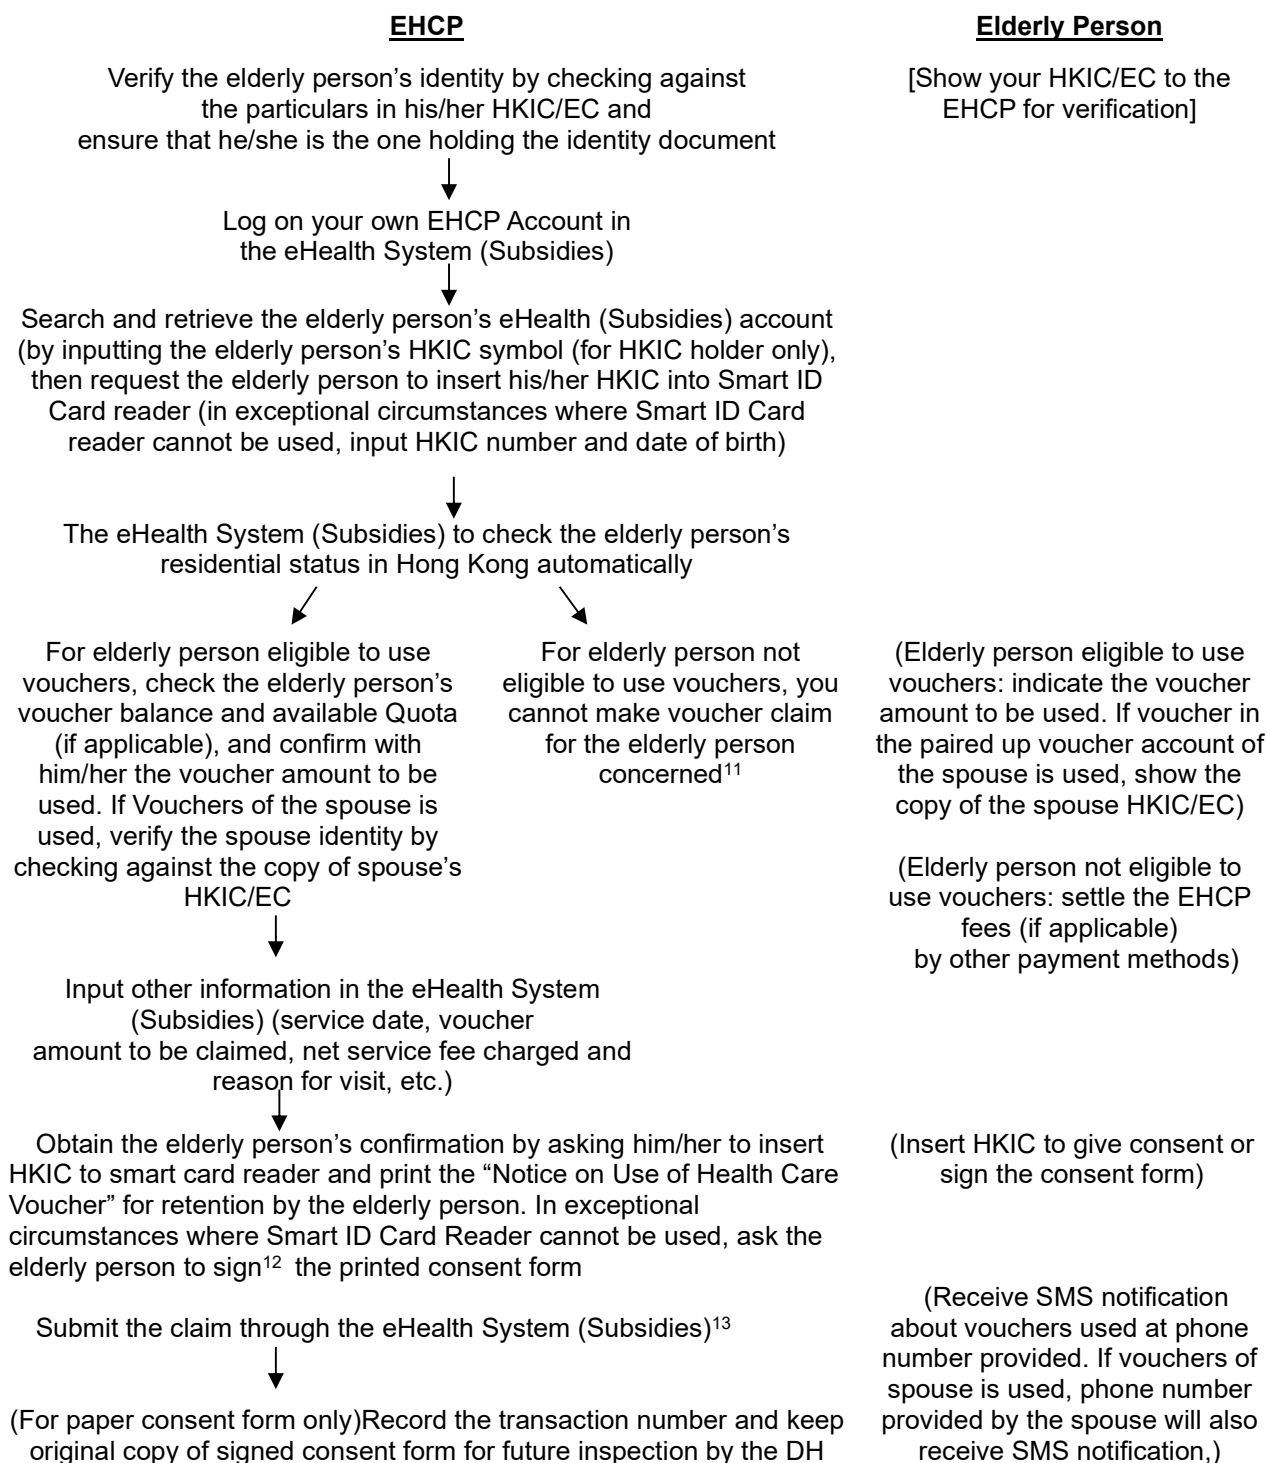 EHCP
Elderly Person
Verify the elderly person’s identity by checking against
the particulars in his/her HKIC/EC and
ensure that he/she is the one holding the identity document
[Show your HKIC/EC to the
EHCP for verification]
Log on your own EHCP Account in
the eHealth System (Subsidies)
Search and retrieve the elderly person’s eHealth (Subsidies) account
(by inputting the elderly person’s HKIC symbol (for HKIC holder only),
then request the elderly person to insert his/her HKIC into Smart ID
Card reader (in exceptional circumstances where Smart ID Card
reader cannot be used, input HKIC number and date of birth)
The eHealth System (Subsidies) to check the elderly person’s
residential status in Hong Kong automatically
For elderly person eligible to use
vouchers, check the elderly person’s
voucher balance and available Quota
(if applicable), and confirm with
him/her the voucher amount to be
used. If Vouchers of the spouse is
used, verify the spouse identity by
checking against the copy of spouse’s
HKIC/EC
For elderly person not
eligible to use vouchers, you
cannot make voucher claim
for the elderly person
concerned11
(Elderly person eligible to use
vouchers: indicate the voucher
amount to be used. If voucher in
the paired up voucher account of
the spouse is used, show the
copy of the spouse HKIC/EC)
(Elderly person not eligible to
use vouchers: settle the EHCP
fees (if applicable)
by other payment methods)
Input other information in the eHealth System
(Subsidies) (service date, voucher
amount to be claimed, net service fee charged and
reason for visit, etc.)
Obtain the elderly person’s confirmation by asking him/her to insert
HKIC to smart card reader and print the “Notice on Use of Health Care
Voucher” for retention by the elderly person. In exceptional
circumstances where Smart ID Card Reader cannot be used, ask the
elderly person to sign12 the printed consent form
(Insert HKIC to give consent or
sign the consent form)
Submit the claim through the eHealth System (Subsidies)13
(For paper consent form only)Record the transaction number and keep
original copy of signed consent form for future inspection by the DH
(Receive SMS notification
about vouchers used at phone
number provided. If vouchers of
spouse is used, phone number
provided by the spouse will also
receive SMS notification,)